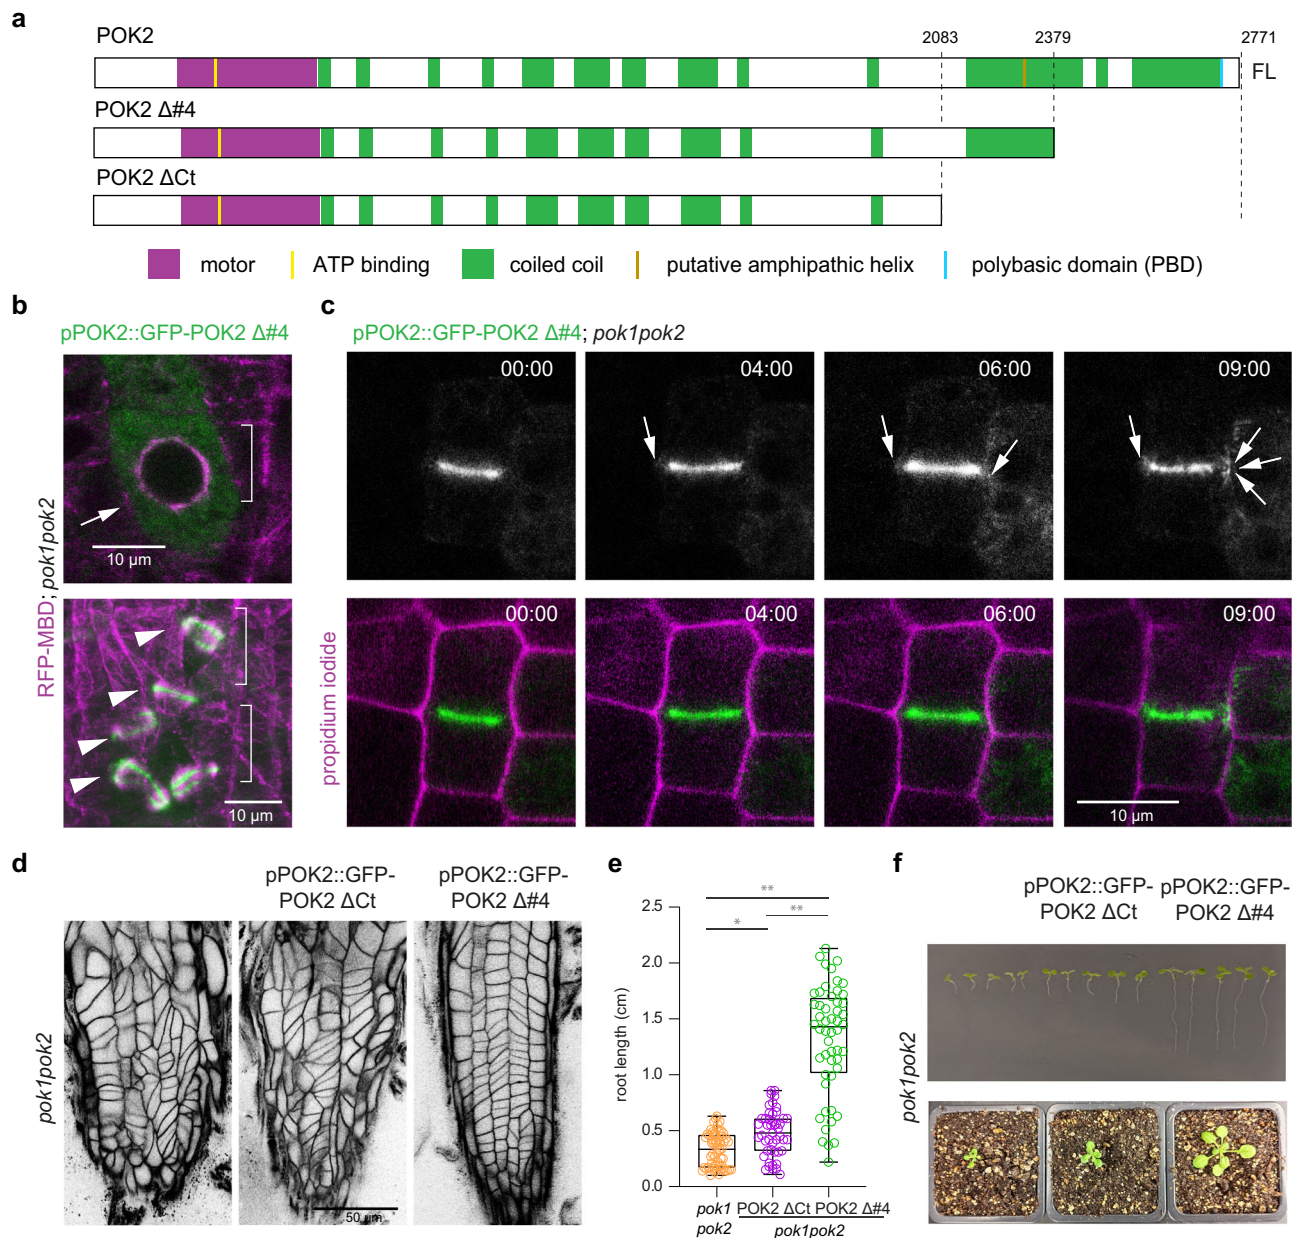 a
POK2
2083
2379
2771
FL
POK2 Δ#4
POK2 ΔCt
motor
ATP binding
coiled coil
putative amphipathic helix
polybasic domain (PBD)
b
pPOK2::GFP-POK2 Δ#4
RFP-MBD; pok1pok2
10 µm
10 µm
c
pPOK2::GFP-POK2 Δ#4; pok1pok2
00:00
04:00
06:00
09:00
propidium iodide
00:00
04:00
06:00
09:00
10 µm
d
pPOK2::GFP-
POK2 ΔCt
pPOK2::GFP-
POK2 Δ#4
pok1pok2
50 µm
e
**
*
**
root length (cm)
2.5
2.0
1.5
1.0
0.5
0.0
pok1
pok2
POK2 ΔCt
POK2 Δ#4
pok1pok2
f
pPOK2::GFP-
POK2 ΔCt
pPOK2::GFP-
POK2 Δ#4
pok1pok2